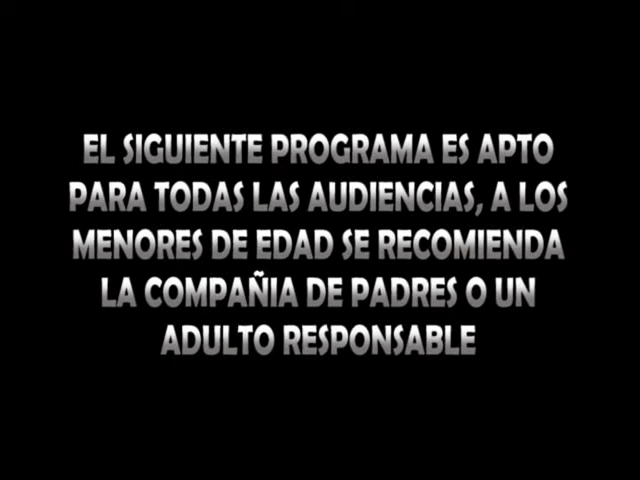 EL SIGUIENTE PROGRAMA ES APTO
PARA TODAS LAS AUDIENCIAS, A LOS
MENORES DE EDAD SE RECOMIENDA
LA COMPAÑIA DE PADRES O UN
ADULTO RESPONSABLE